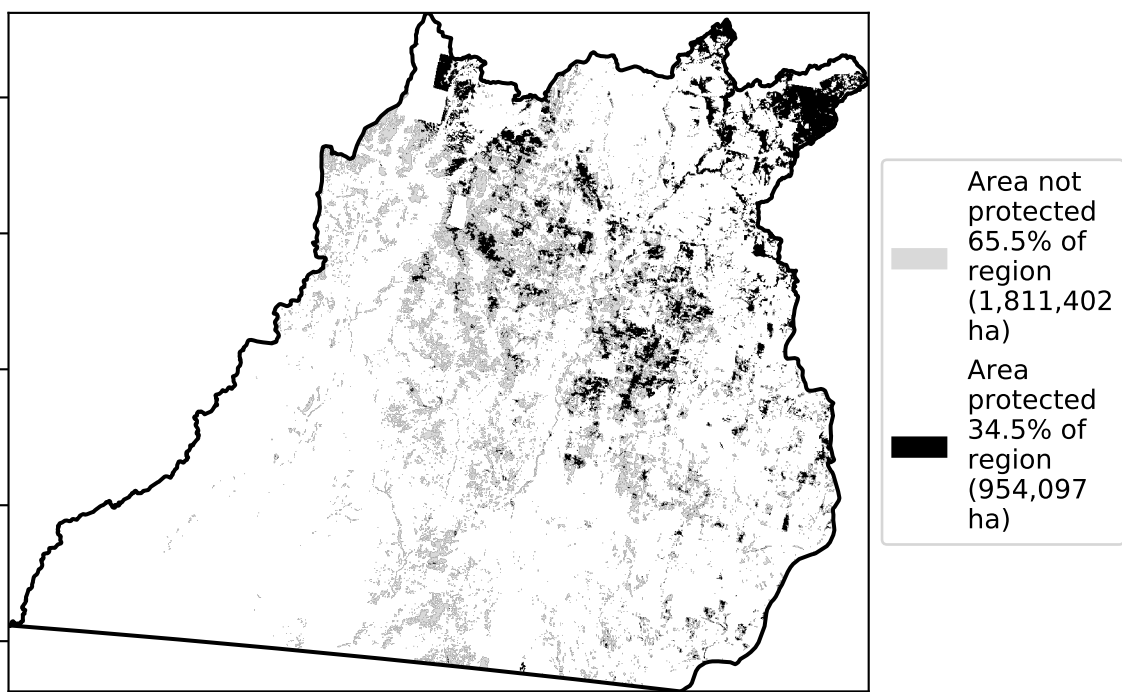 Area not
protected
65.5% of
region
(1,811,402
ha)
Area
protected
34.5% of
region
(954,097
ha)